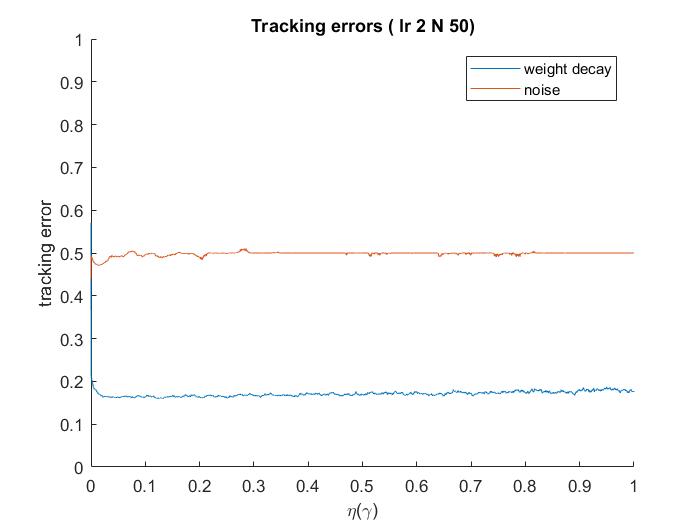 Tracking errors ( lr 2 N 50)
weight decay
noise
tracking error
1
0.9
0.8
0.7
0.6
0.5
0.4
0.3
0.2
0.1
0
0 0.1 0.2 0.3 0.4 0.5 0.6 0.7 0.8 0.9 1
η(γ)